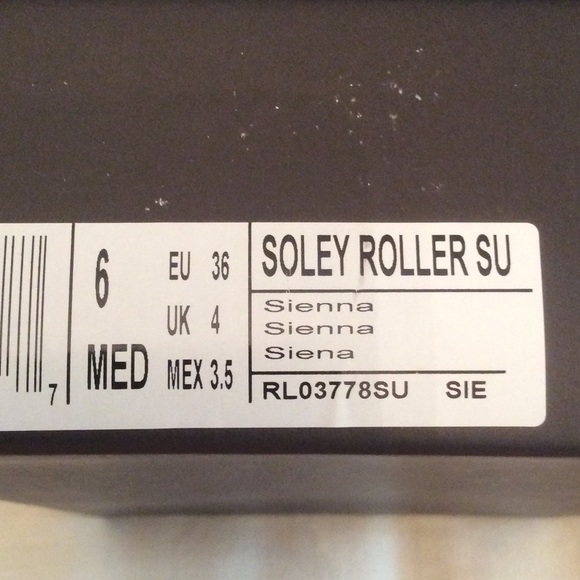 7
6
MED
EU 36
UK 4
MEX 3.5
SOLEY ROLLER SU
Sienna
Sienna
Siena
RL03778SU SIE